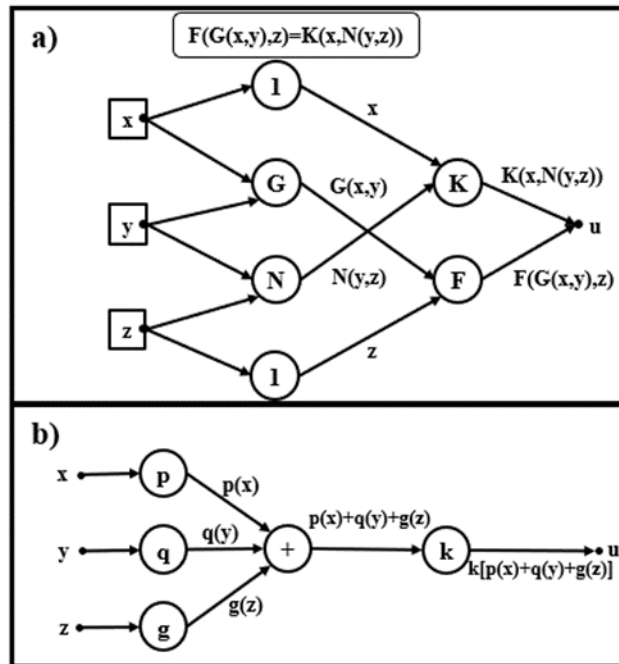 a)
F(G(x,y),z)=K(x,N(y,z))
1
x
x
G
G(x,y)
K
K(x,N(y,z))
y
u
N
N(y,z)
F
F(G(x,y),z)
z
z
1
b)
x
p
p(x)
p(x)+q(y)+g(z)
y
q
q(y)
+
k
u
k[p(x)+q(y)+g(z)]
g(z)
z
g